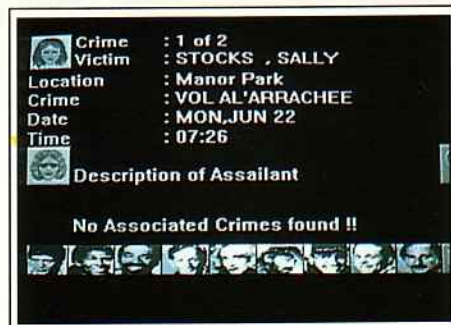 Crime : 1 of 2
Victim : STOCKS , SALLY
Location : Manor Park
Crime : VOL AL'ARRACHEE
Date : MON,JUN 22
Time : 07:26
Description of Assailant
No Associated Crimes found !!